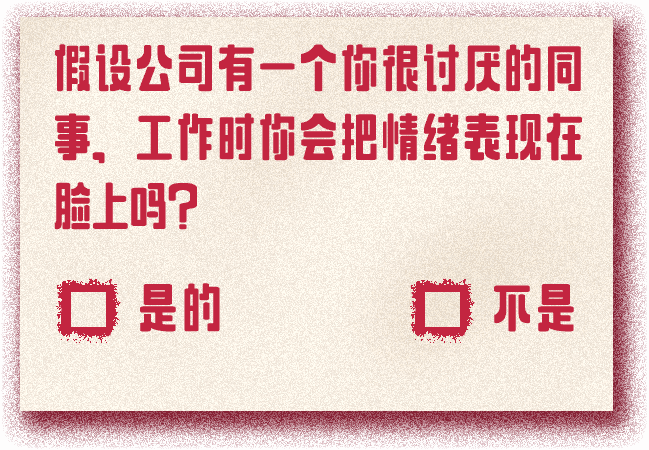 假设公司有一个你很讨厌的同
事，工作时你会把情绪表现在
脸上吗？
是的 不是